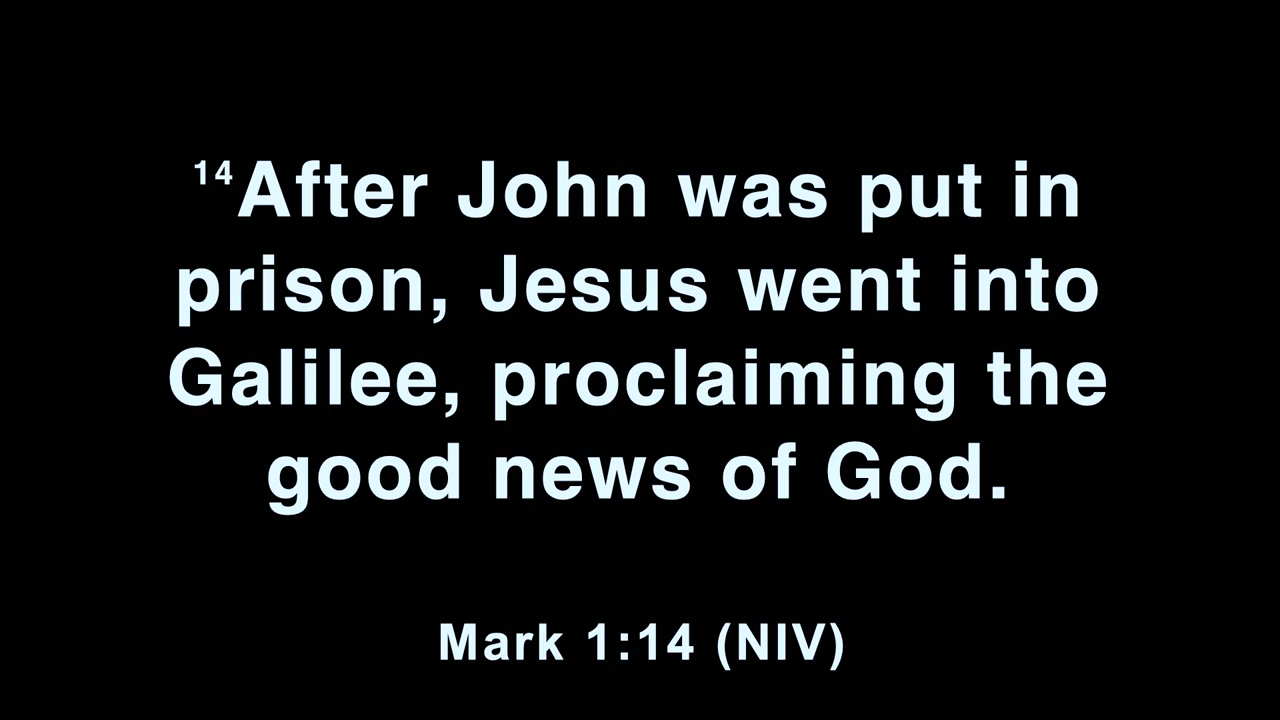 ¹⁴After John was put in
prison, Jesus went into
Galilee, proclaiming the
good news of God.
Mark 1:14 (NIV)